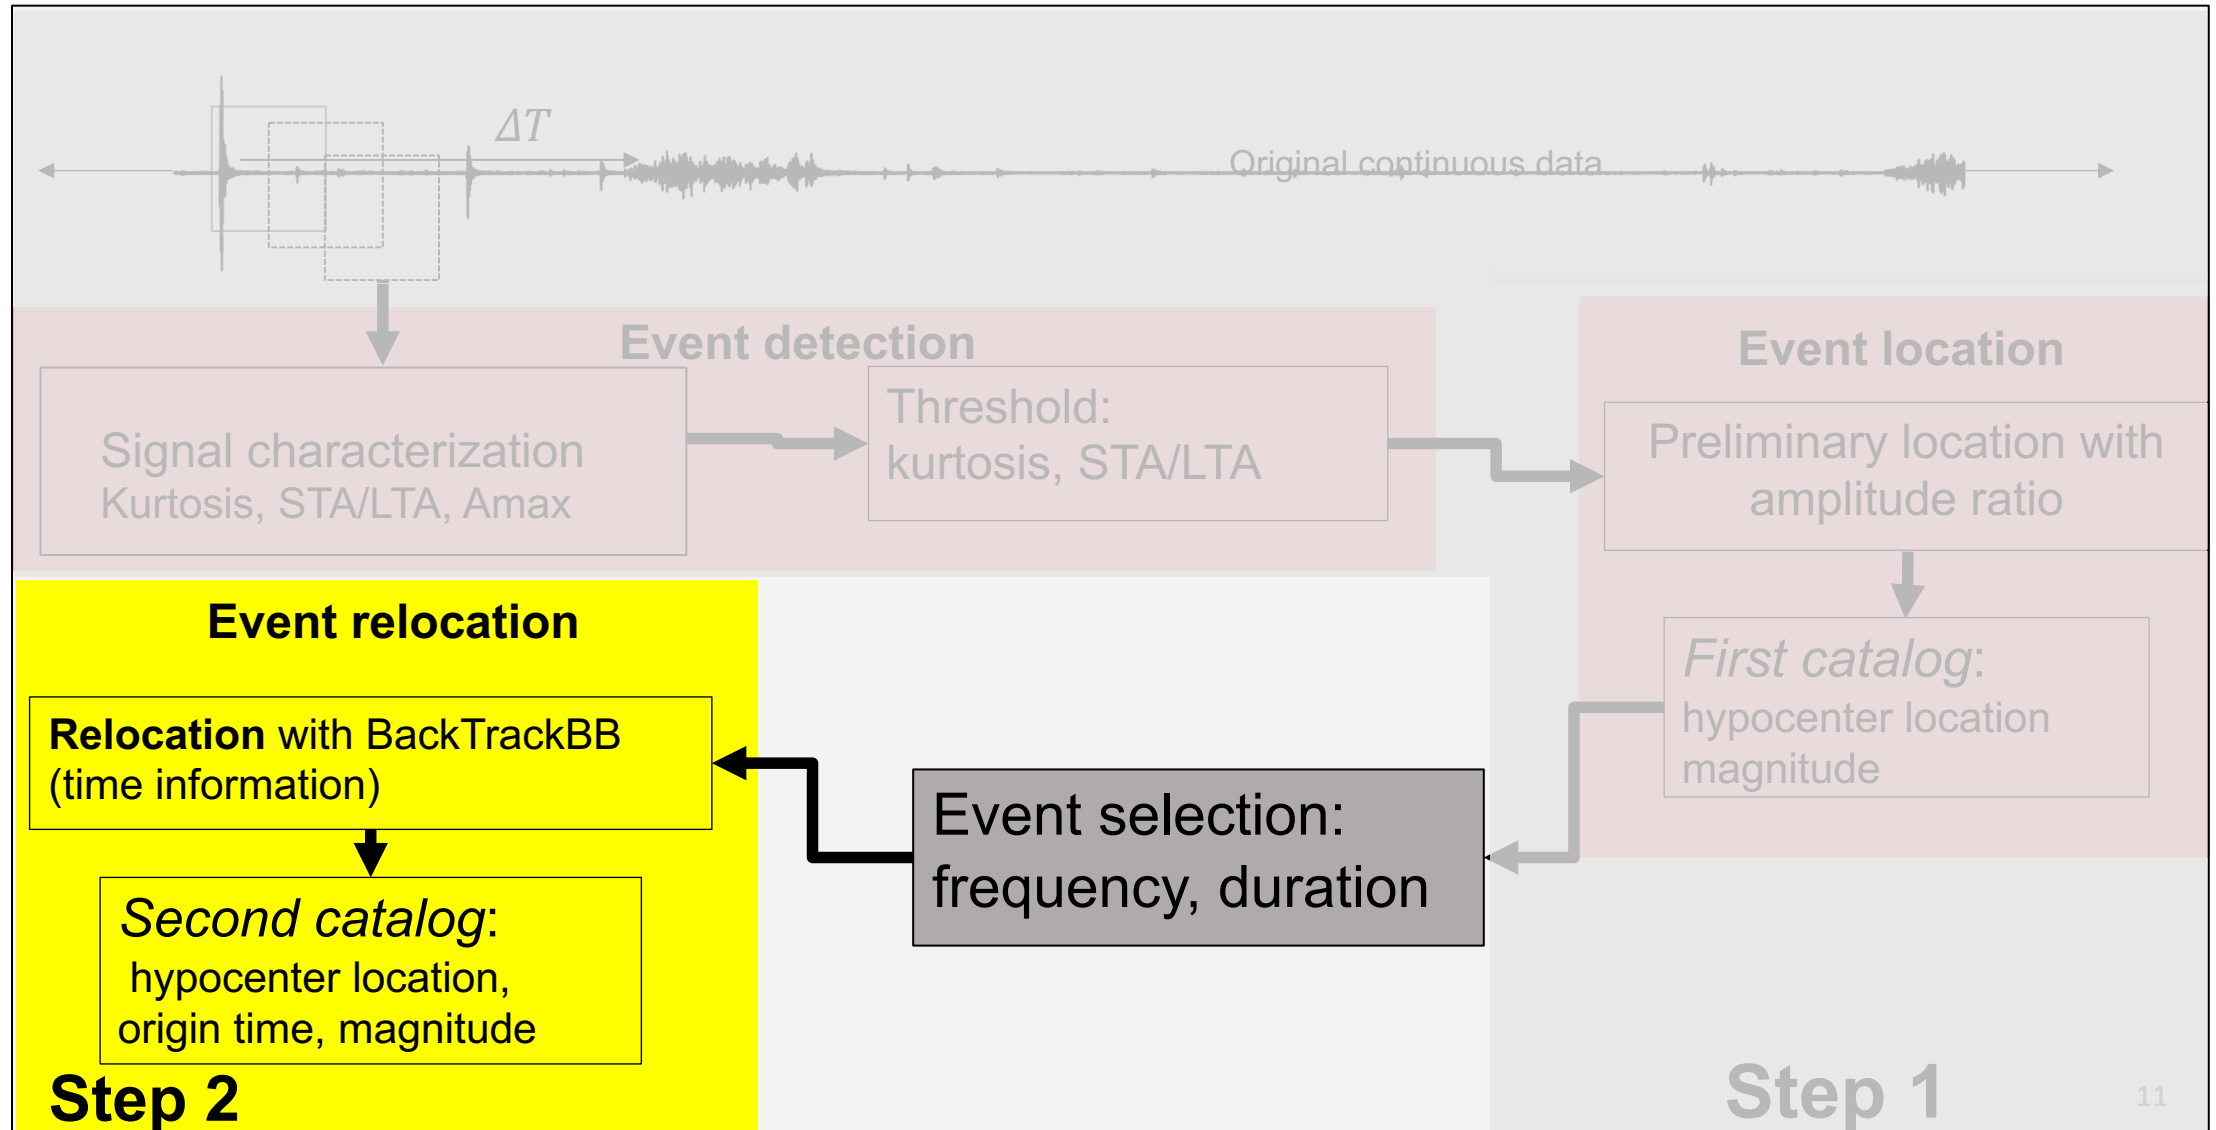 ΔT
Original continuous data
Event detection
Signal characterization
Kurtosis, STA/LTA, Amax
Threshold:
kurtosis, STA/LTA
Event location
Preliminary location with
amplitude ratio
First catalog:
hypocenter location
magnitude
Event relocation
Relocation with BackTrackBB
(time information)
Event selection:
frequency, duration
Second catalog:
hypocenter location,
origin time, magnitude
Step 2
Step 1
11